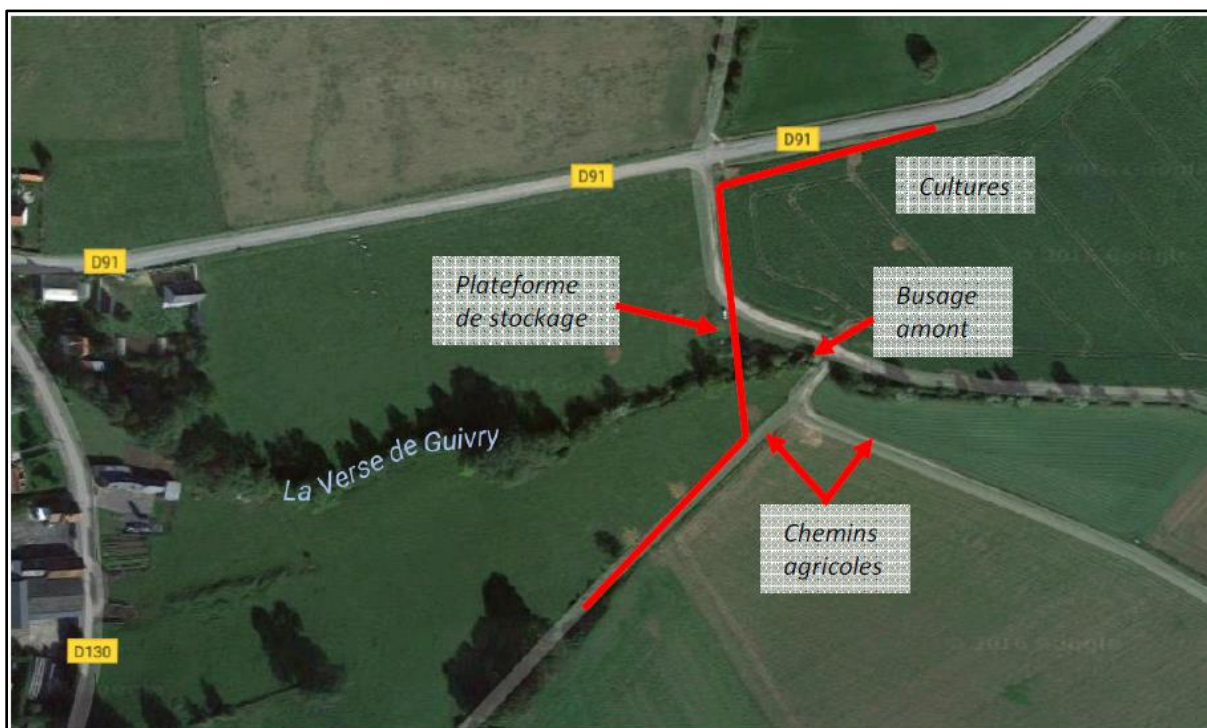 D91
D91
D91
Cultures
Plateforme
de stockage
Busage
amont
La Verse de Guivry
Chemins
agricoles
D130